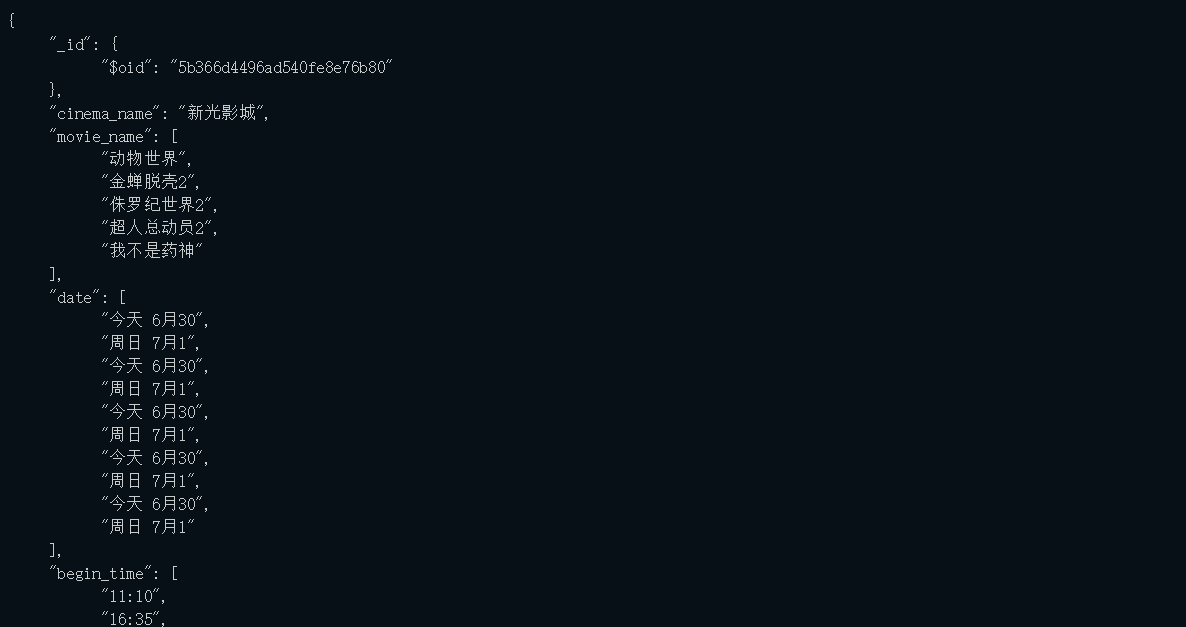 {
"_id": {
"$oid": "5b366d4496ad540fe8e76b80"
},
"cinema_name": "新光影城",
"movie_name": [
"动物世界",
"金蝉脱壳2",
"侏罗纪世界2",
"超人总动员2",
"我不是药神"
],
"date": [
"今天 6月30",
"周日 7月1",
"今天 6月30",
"周日 7月1",
"今天 6月30",
"周日 7月1",
"今天 6月30",
"周日 7月1",
"今天 6月30",
"周日 7月1"
],
"begin_time": [
"11:10",
"16:35",